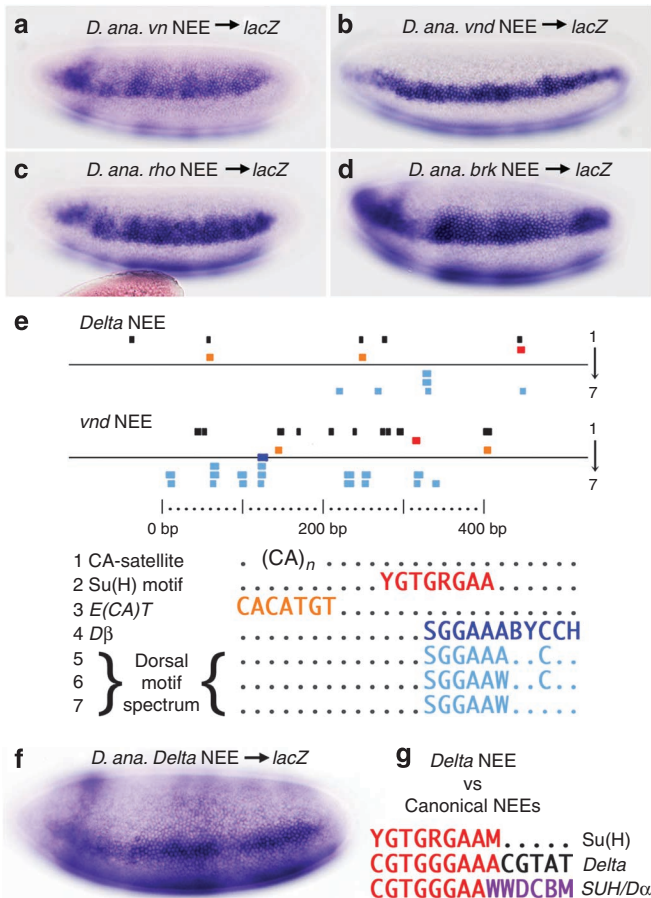 a D. ana. vn NEE → lacZ
b D. ana. vnd NEE → lacZ
c D. ana. rho NEE → lacZ
d D. ana. brk NEE → lacZ
e
Delta NEE
1
7
vnd NEE
1
7
0 bp 200 bp 400 bp
1 CA-satellite . (CA)n . . . . . . . . . . . . . . . .
2 Su(H) motif . . . . . . . . YGTGRGAA . . . . .
3 E(CA)T CACATGT . . . . . . . . . . . . . .
4 Dβ . . . . . . . . . . . SGGAAABYCCH
5 . . . . . . . . . . . SGGAAA..C..
6 } Dorsal motif spectrum { . . . . . . . . . . . SGGAAW..C..
7 . . . . . . . . . . . SGGAAW.....
f D. ana. Delta NEE → lacZ
g Delta NEE
vs
Canonical NEEs
YGTGRGAAM..... Su(H)
CGTGGGAAACGTAT Delta
CGTGGGAAWWDCBM SUH/Dα